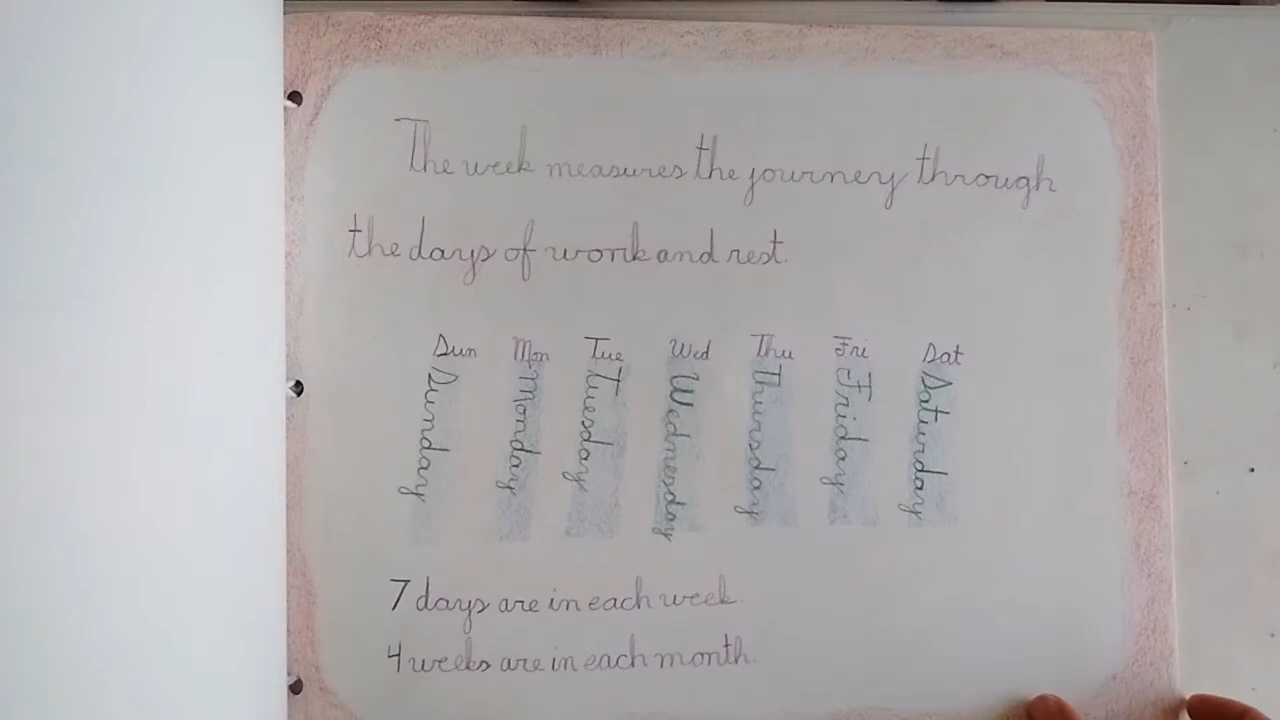 The week measures the journey through
the days of work and rest.
Sun Mon Tue Wed Thu Fri Sat
Sunday Monday Tuesday Wednesday Thursday Friday Saturday
7 days are in each week.
4 weeks are in each month.